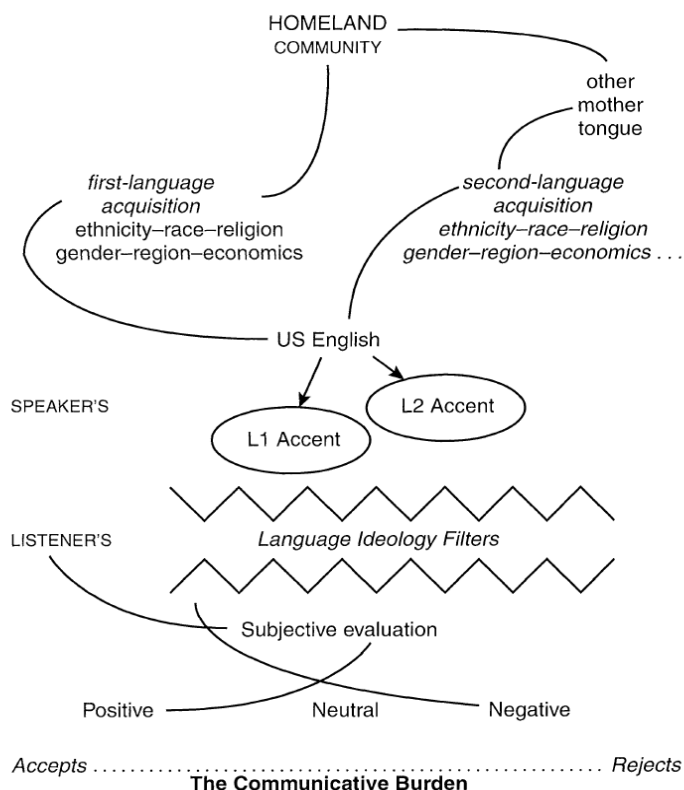 HOMELAND
COMMUNITY
other
mother
tongue
first-language
acquisition
ethnicity–race–religion
gender–region–economics
second-language
acquisition
ethnicity–race–religion
gender–region–economics . . .
US English
SPEAKER'S
L1 Accent
L2 Accent
LISTENER'S
Language Ideology Filters
Subjective evaluation
Positive
Neutral
Negative
Accepts . . . . . . . . . . . . . . . . . . . . . . . . . . . . . . . . . . . . . . . . . . . . . . . . . . Rejects
The Communicative Burden